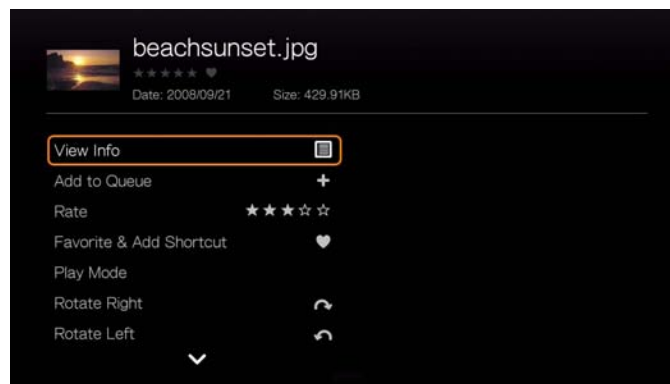 beachsunset.jpg
Date: 2008/09/21 Size: 429.91KB
View Info
Add to Queue
Rate
Favorite & Add Shortcut
Play Mode
Rotate Right
Rotate Left